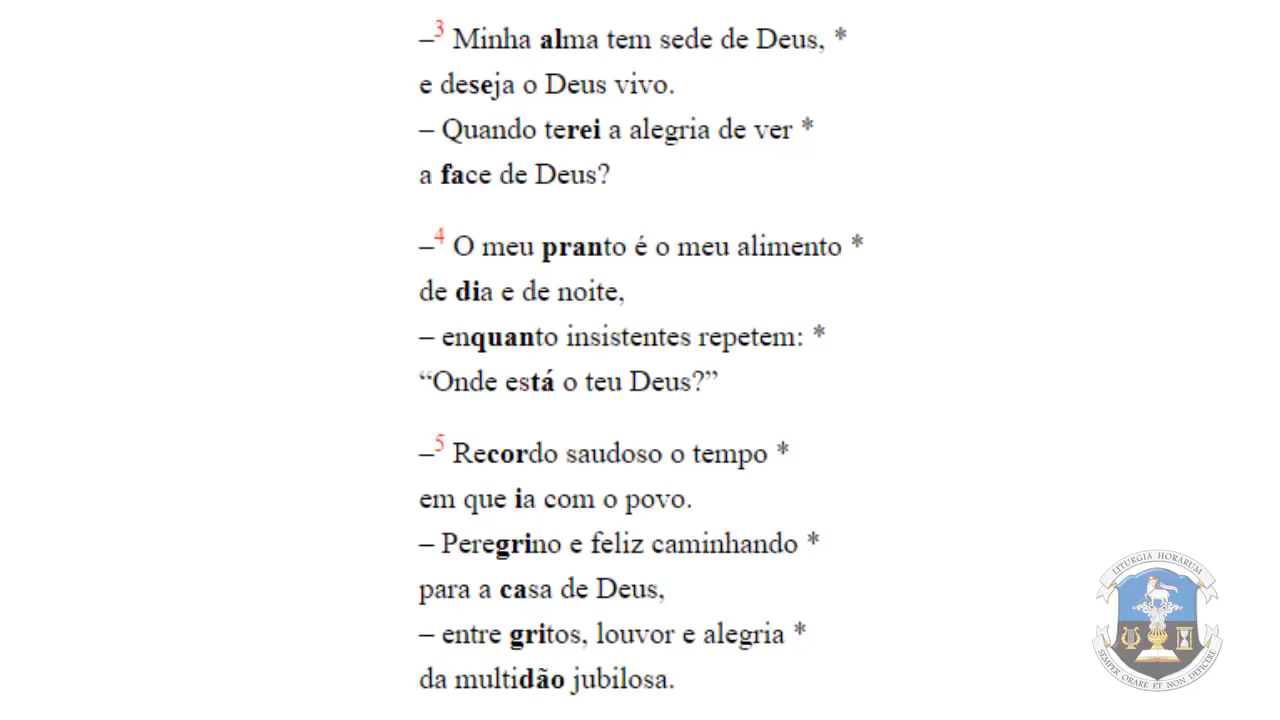 –3 Minha alma tem sede de Deus, *
e deseja o Deus vivo.
– Quando terei a alegria de ver *
a face de Deus?
–4 O meu pranto é o meu alimento *
de dia e de noite,
– enquanto insistentes repetem: *
“Onde está o teu Deus?”
–5 Recordo saudoso o tempo *
em que ia com o povo.
– Peregrino e feliz caminhando *
para a casa de Deus,
– entre gritos, louvor e alegria *
da multidão jubilosa.
LITURGIA HORARUM
SEMPER ORARE ET NON DEFICERE